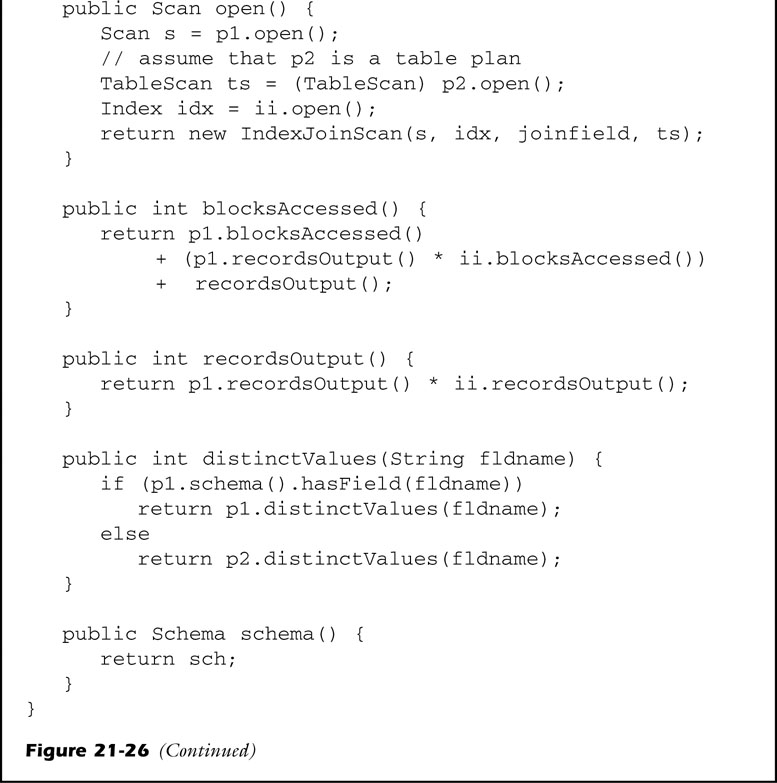 public Scan open() {
Scan s = p1.open();
// assume that p2 is a table plan
TableScan ts = (TableScan) p2.open();
Index idx = ii.open();
return new IndexJoinScan(s, idx, joinfield, ts);
}
public int blocksAccessed() {
return p1.blocksAccessed()
+ (p1.recordsOutput() * ii.blocksAccessed())
+ recordsOutput();
}
public int recordsOutput() {
return p1.recordsOutput() * ii.recordsOutput();
}
public int distinctValues(String fldname) {
if (p1.schema().hasField(fldname))
return p1.distinctValues(fldname);
else
return p2.distinctValues(fldname);
}
public Schema schema() {
return sch;
}
}
Figure 21-26 (Continued)